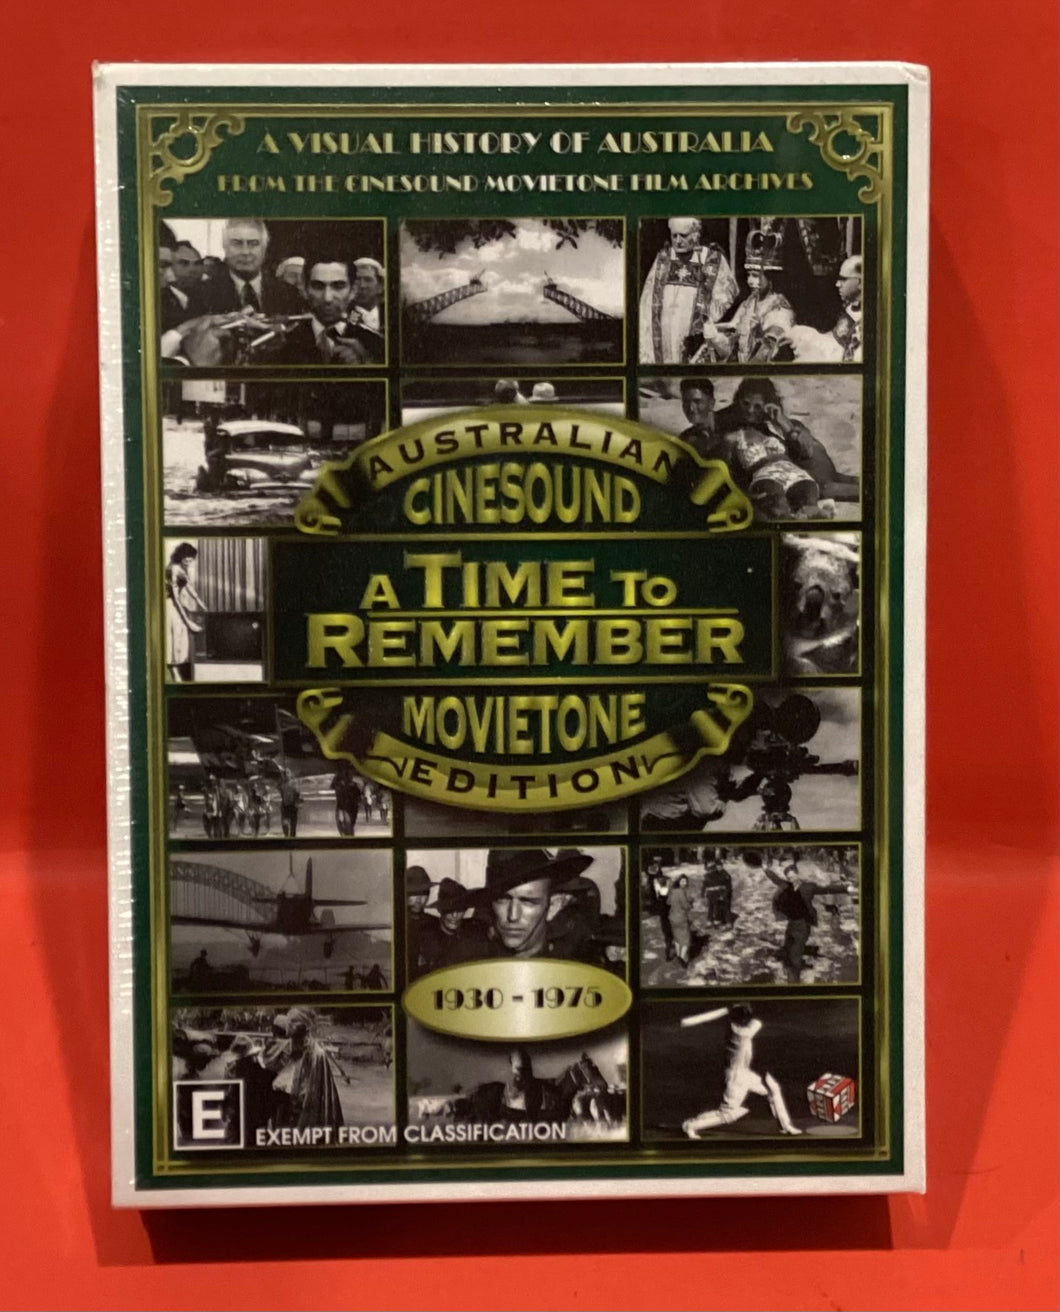 A VISUAL HISTORY OF AUSTRALIA
FROM THE CINESOUND MOVIETONE FILM ARCHIVES
AUSTRALIAN
CINESOUND
A TIME TO
REMEMBER
MOVIETONE
EDITION
1930 - 1975
E
EXEMPT FROM CLASSIFICATION